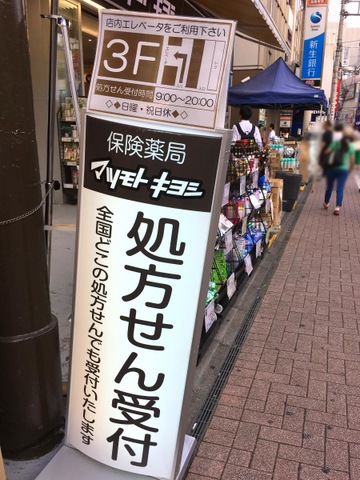 店内エレベータをご利用下さい
3F
処方せん受付時間 9:00～20:00
◇◆日曜・祝日休◆◇
保険薬局
マツモトキヨシ
処方せん受付
全国どこの処方せんでも受付いたします
新生銀行